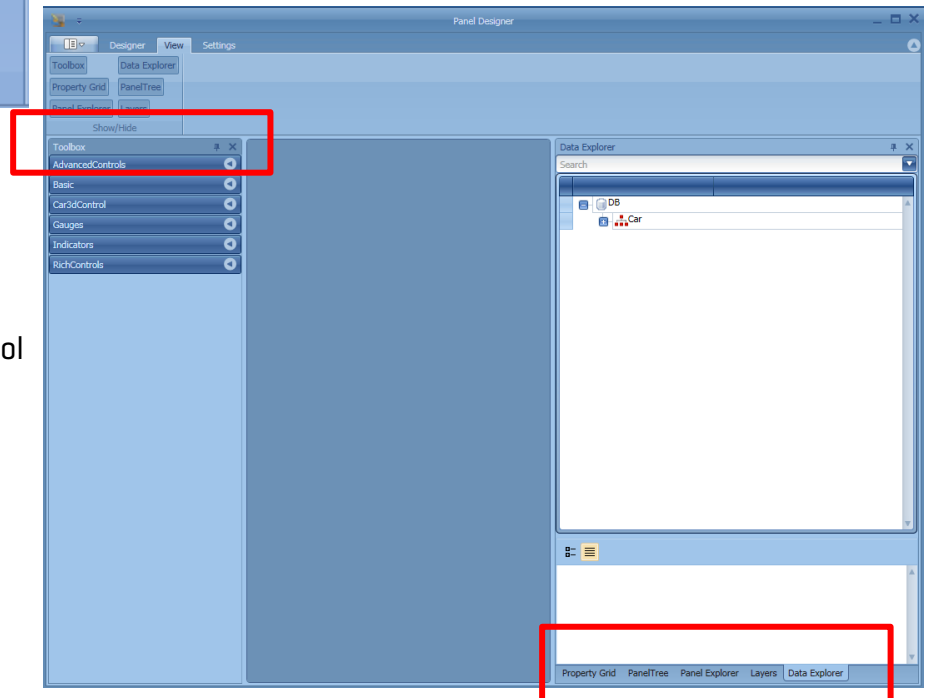 Panel Designer
Designer View Settings
Toolbox Data Explorer
Property Grid PanelTree
Panel Explorer Layers
Show/Hide
Toolbox
AdvancedControls
Basic
Car3dControl
Gauges
Indicators
RichControls
ol
Data Explorer
Search
DB
Car
Property Grid PanelTree Panel Explorer Layers Data Explorer